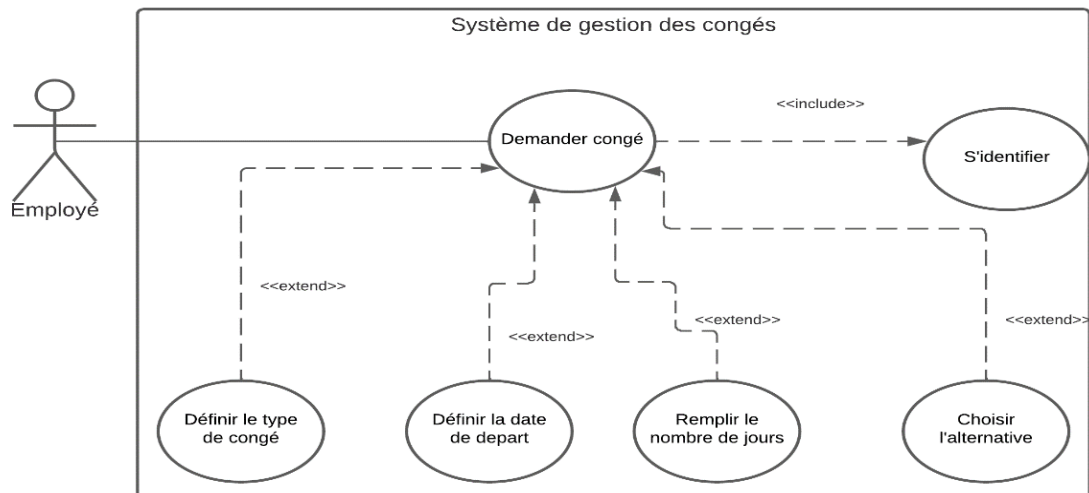 Système de gestion des congés
<<include>>
Demander congé
S'identifier
Employé
<<extend>>
<<extend>>
<<extend>>
<<extend>>
Définir le type
de congé
Définir la date
de depart
Remplir le
nombre de jours
Choisir
l'alternative